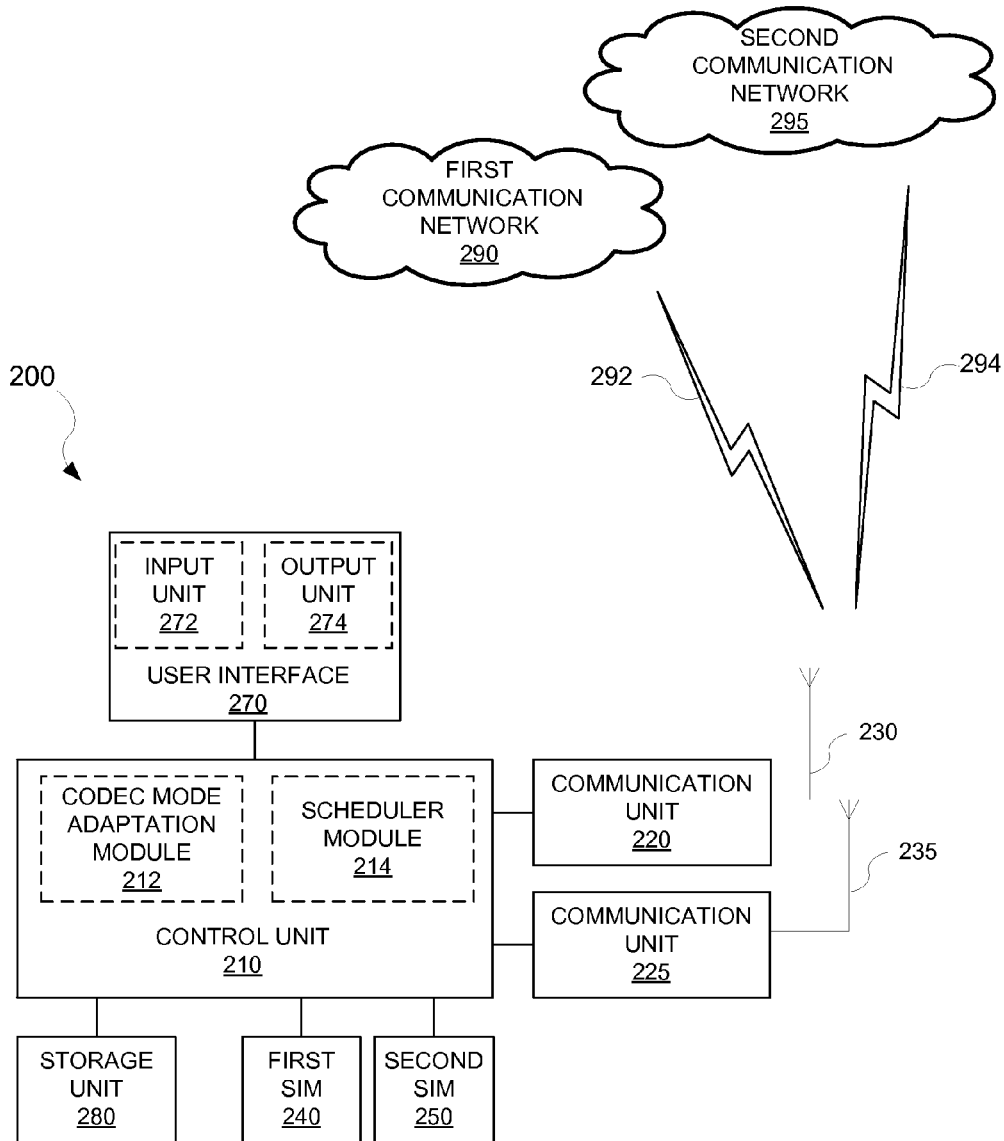 SECOND
COMMUNICATION
NETWORK
295
FIRST
COMMUNICATION
NETWORK
290
292
294
200
INPUT
UNIT
272
OUTPUT
UNIT
274
USER INTERFACE
270
230
CODEC MODE
ADAPTATION
MODULE
212
SCHEDULER
MODULE
214
CONTROL UNIT
210
COMMUNICATION
UNIT
220
235
COMMUNICATION
UNIT
225
STORAGE
UNIT
280
FIRST
SIM
240
SECOND
SIM
250